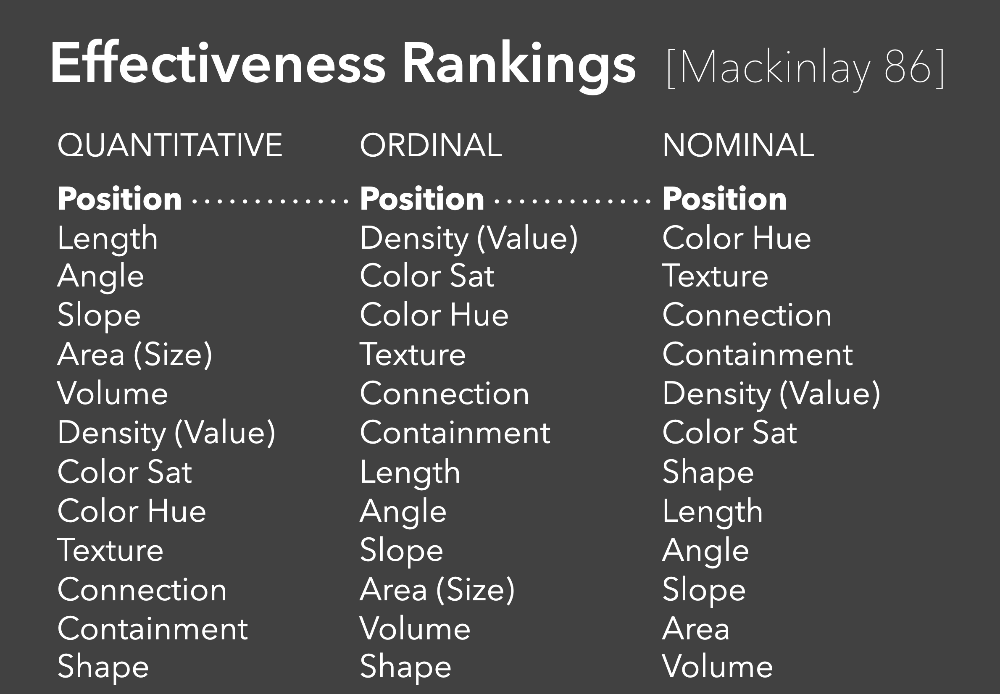 Effectiveness Rankings [Mackinlay 86]
QUANTITATIVE ORDINAL NOMINAL
Position ............. Position ............. Position
Length Density (Value) Color Hue
Angle Color Sat Texture
Slope Color Hue Connection
Area (Size) Texture Containment
Volume Connection Density (Value)
Density (Value) Containment Color Sat
Color Sat Length Shape
Color Hue Angle Length
Texture Slope Angle
Connection Area (Size) Slope
Containment Volume Area
Shape Shape Volume